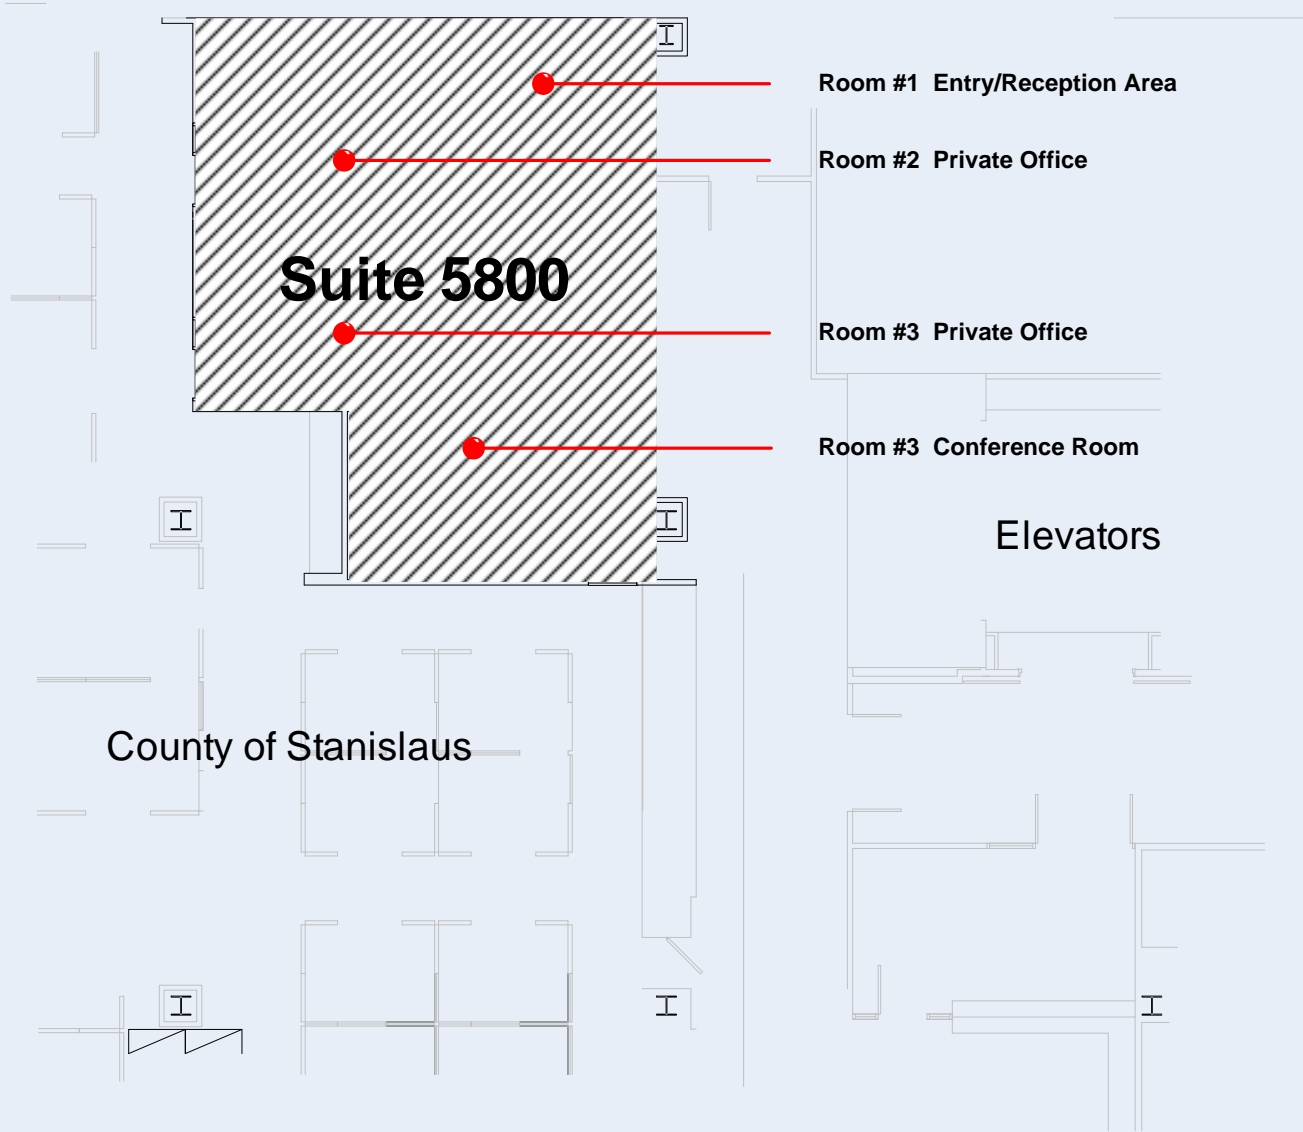 Room #1  Entry/Reception Area
Room #2  Private Office
Suite 5800
Room #3  Private Office
Room #3  Conference Room
Elevators
County of Stanislaus